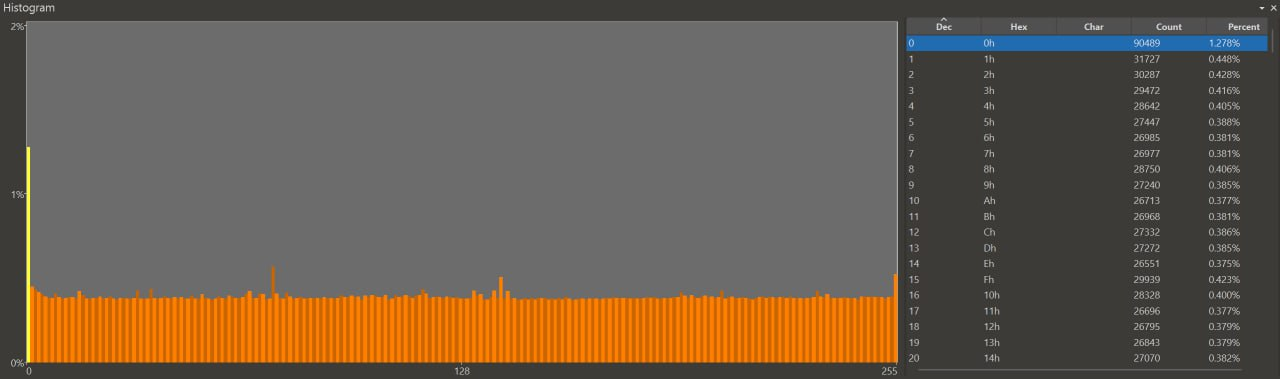 Histogram
2%
1%
0%
0 128 255
Dec Hex Char Count Percent
0 0h 90489 1.278%
1 1h 31727 0.448%
2 2h 30287 0.428%
3 3h 29472 0.416%
4 4h 28642 0.405%
5 5h 27447 0.388%
6 6h 26985 0.381%
7 7h 26977 0.381%
8 8h 28750 0.406%
9 9h 27240 0.385%
10 Ah 26713 0.377%
11 Bh 26968 0.381%
12 Ch 27332 0.386%
13 Dh 27272 0.385%
14 Eh 26551 0.375%
15 Fh 29939 0.423%
16 10h 28328 0.400%
17 11h 26696 0.377%
18 12h 26795 0.379%
19 13h 26843 0.379%
20 14h 27070 0.382%